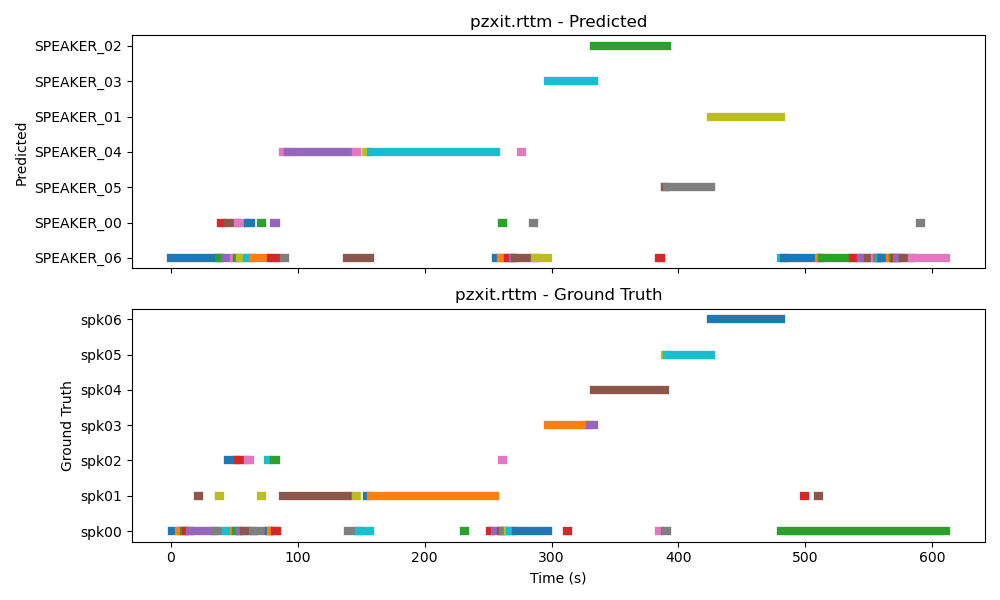 pzxit.rttm - Predicted
SPEAKER_02
SPEAKER_03
SPEAKER_01
SPEAKER_04
SPEAKER_05
SPEAKER_00
SPEAKER_06
Predicted
pzxit.rttm - Ground Truth
spk06
spk05
spk04
spk03
spk02
spk01
spk00
Ground Truth
0 100 200 300 400 500 600
Time (s)